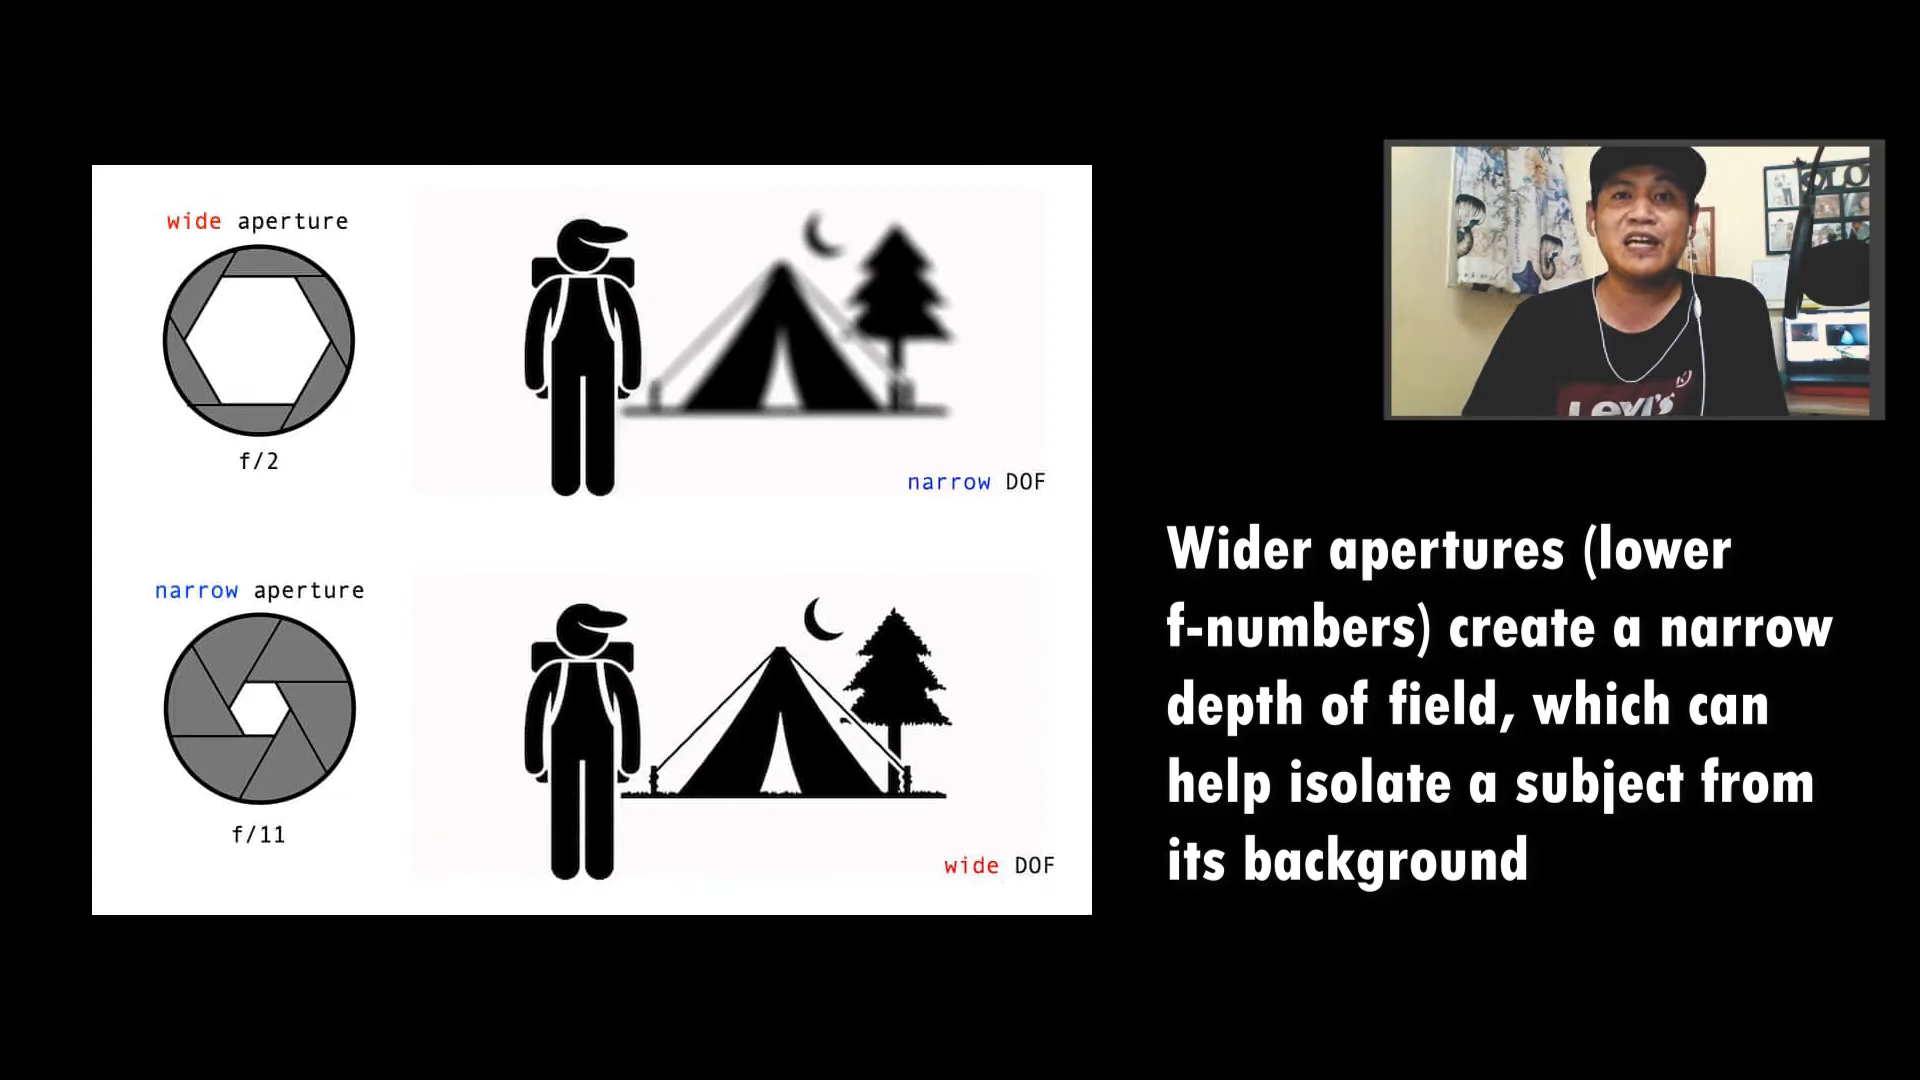 wide aperture
f/2
narrow DOF
narrow aperture
f/11
wide DOF
Levi's
Wider apertures (lower
f-numbers) create a narrow
depth of field, which can
help isolate a subject from
its background